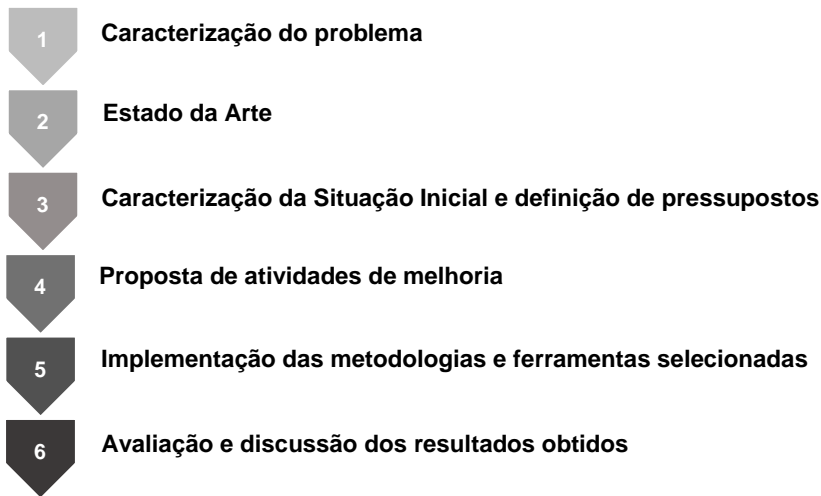 1 Caracterização do problema
2 Estado da Arte
3 Caracterização da Situação Inicial e definição de pressupostos
4 Proposta de atividades de melhoria
5 Implementação das metodologias e ferramentas selecionadas
6 Avaliação e discussão dos resultados obtidos